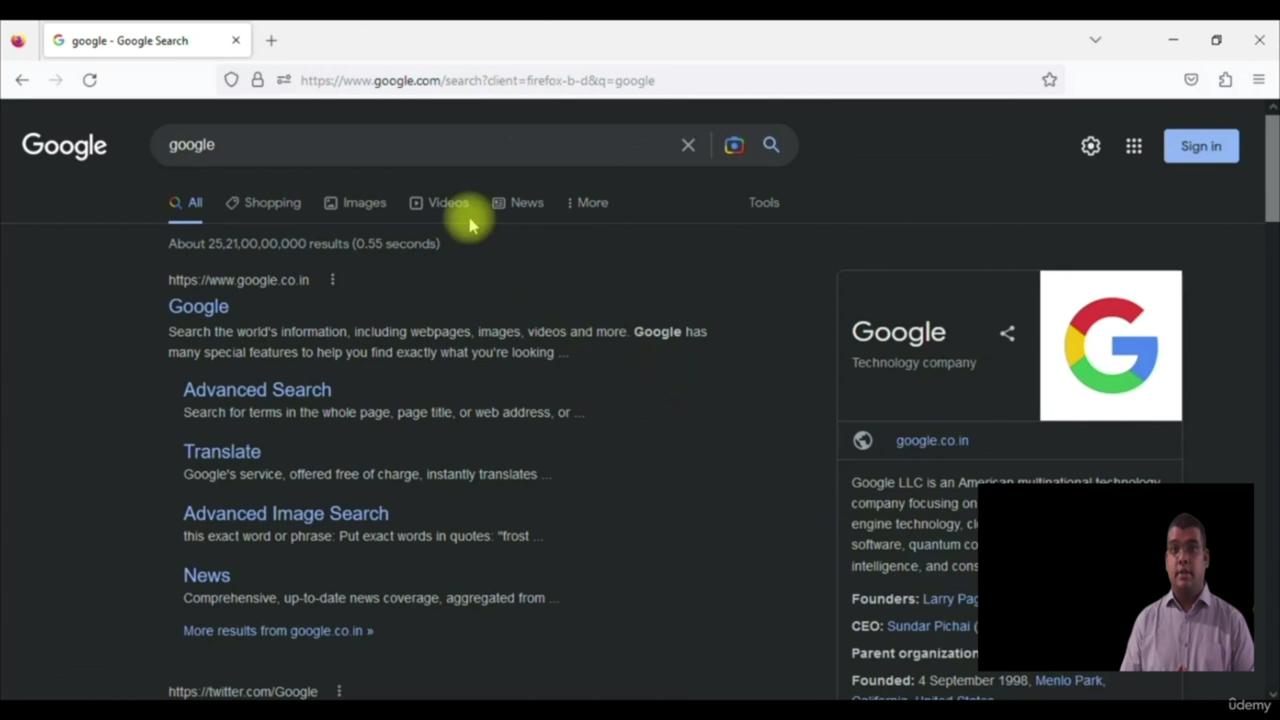 google - Google Search
https://www.google.com/search?client=firefox-b-d&q=google
Google
google
Sign in
All
Shopping
Images
Videos
News
More
Tools
About 25,21,00,00,000 results (0.55 seconds)
https://www.google.co.in
Google
Search the world's information, including webpages, images, videos and more. Google has
many special features to help you find exactly what you're looking ...
Advanced Search
Search for terms in the whole page, page title, or web address, or ...
Translate
Google's service, offered free of charge, instantly translates ...
Advanced Image Search
this exact word or phrase: Put exact words in quotes: "frost ...
News
Comprehensive, up-to-date news coverage, aggregated from ...
More results from google.co.in »
https://twitter.com/Google
Google
Technology company
google.co.in
Google LLC is an American multinational technology
company focusing on
engine technology, cl
software, quantum co
intelligence, and cons
Founders: Larry Pag
CEO: Sundar Pichai (
Parent organization
Founded: 4 September 1998, Menlo Park,
California, United States
udemy